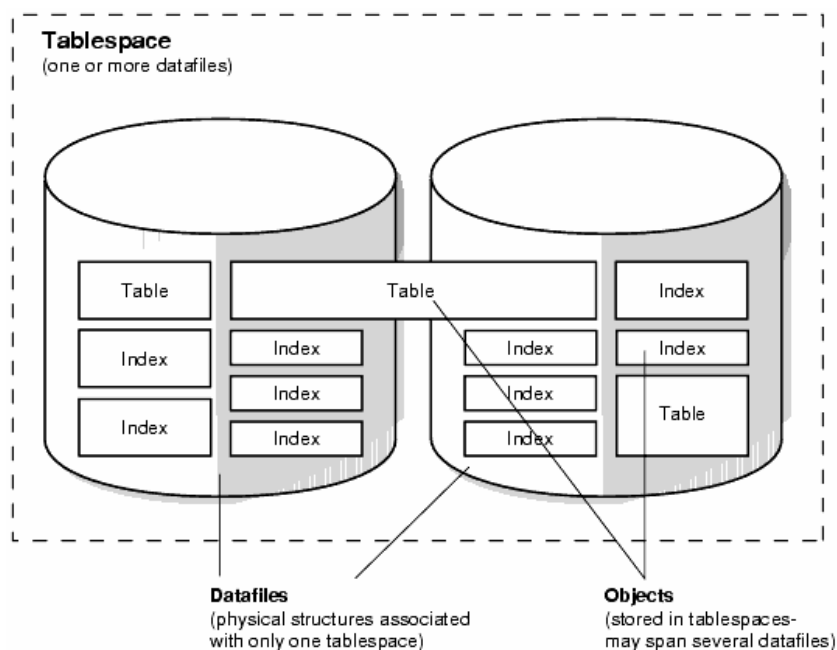 Tablespace
(one or more datafiles)
Table
Table
Index
Index
Index
Index
Index
Index
Index
Table
Index
Index
Index
Datafiles
(physical structures associated
with only one tablespace)
Objects
(stored in tablespaces-
may span several datafiles)